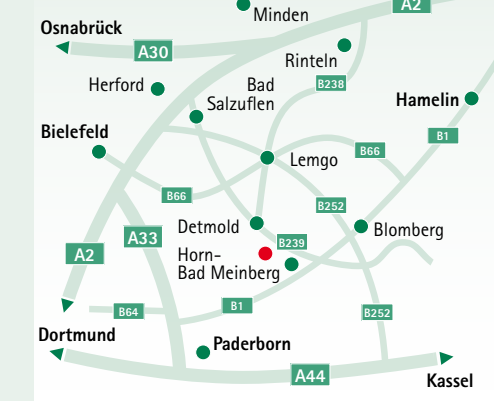 A2
Minden
Osnabrück
A30
Rinteln
Herford
Bad
Salzuflen
B238
Hamelin
Bielefeld
B1
B66
Lemgo
B66
B252
Detmold
Blomberg
A33
B239
A2
Horn-
Bad Meinberg
B64
B1
B252
Dortmund
Paderborn
A44
Kassel